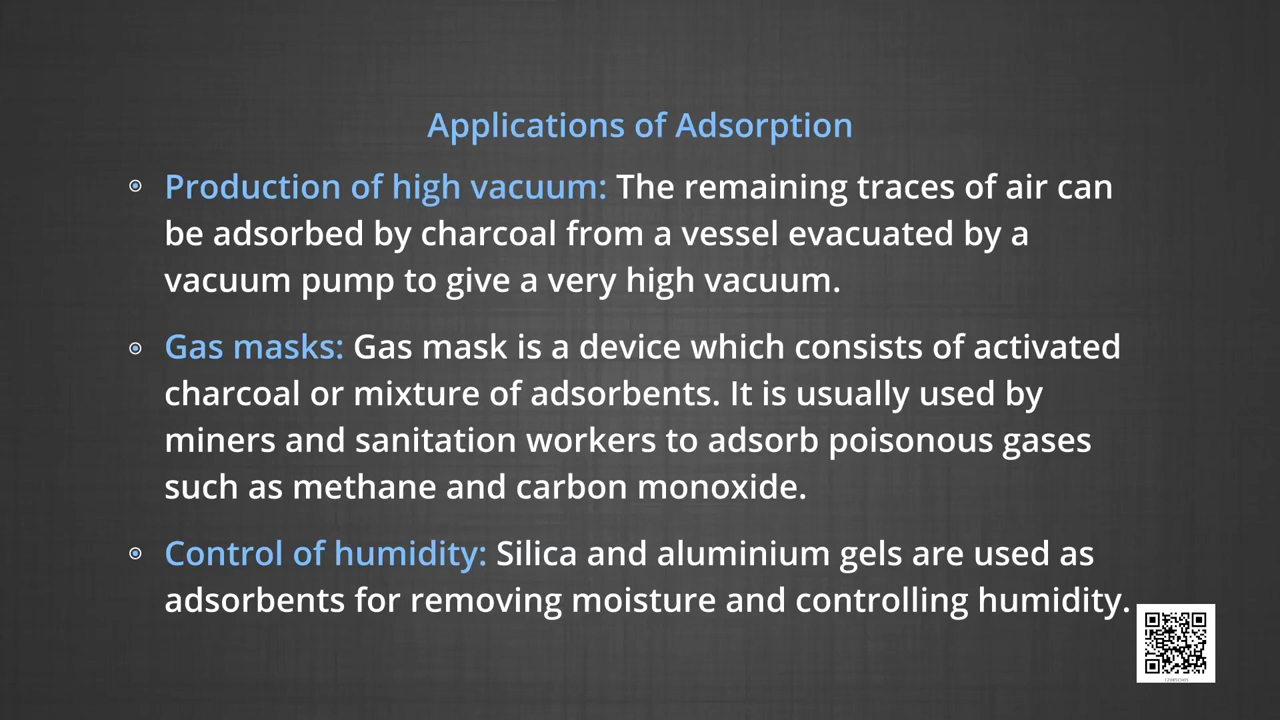 Applications of Adsorption
Production of high vacuum: The remaining traces of air can
be adsorbed by charcoal from a vessel evacuated by a
vacuum pump to give a very high vacuum.
Gas masks: Gas mask is a device which consists of activated
charcoal or mixture of adsorbents. It is usually used by
miners and sanitation workers to adsorb poisonous gases
such as methane and carbon monoxide.
Control of humidity: Silica and aluminium gels are used as
adsorbents for removing moisture and controlling humidity.